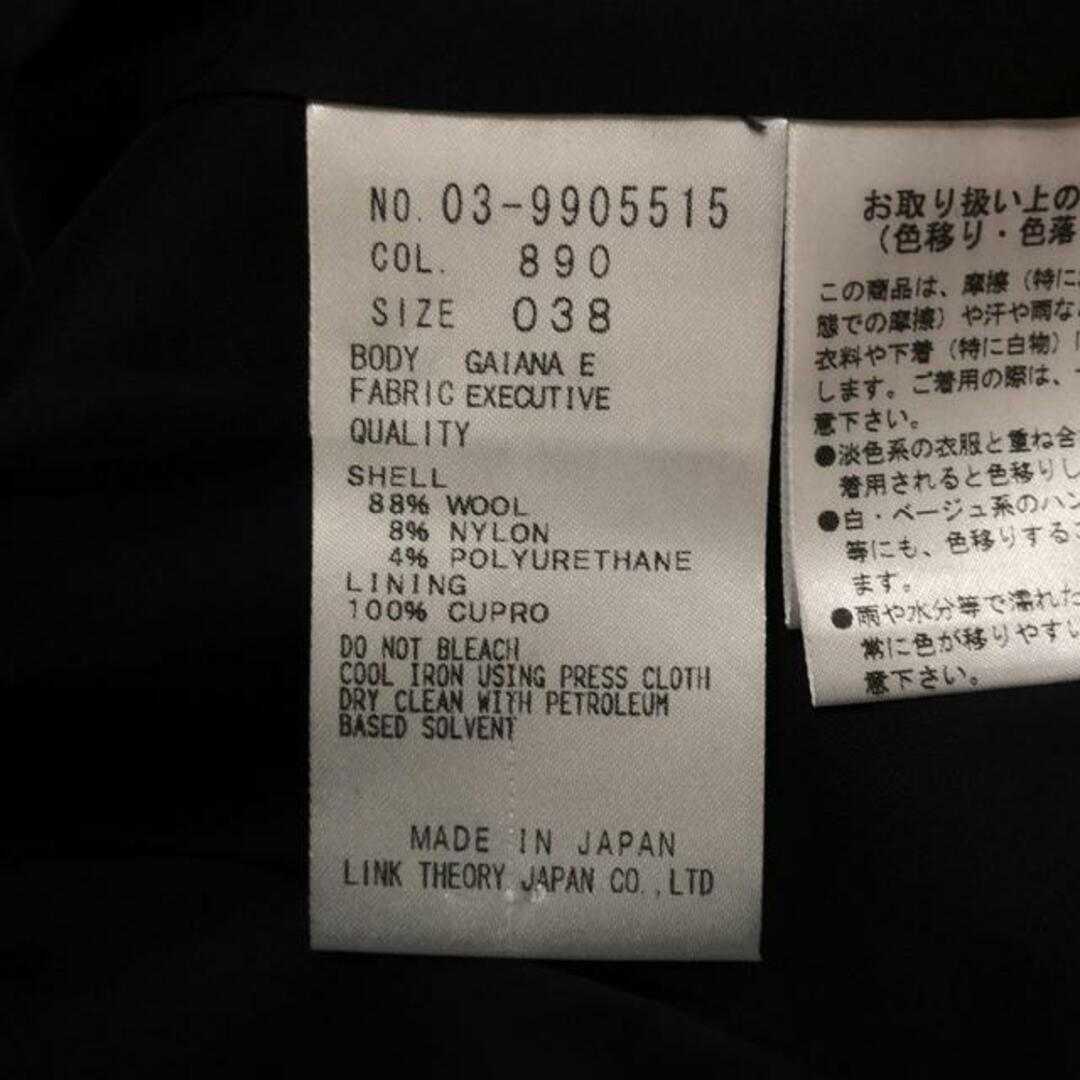 NO. 03-9905515
COL. 890
SIZE 038
BODY GAIANA E
FABRIC EXECUTIVE
QUALITY
SHELL
88% WOOL
8% NYLON
4% POLYURETHANE
LINING
100% CUPRO
DO NOT BLEACH
COOL IRON USING PRESS CLOTH
DRY CLEAN WITH PETROLEUM
BASED SOLVENT
MADE IN JAPAN
LINK THEORY JAPAN CO.,LTD
お取り扱い上の
(色移り・色落
この商品は、摩擦(特に
態での摩擦)や汗や雨な
衣料や下着(特に白物)
します。ご着用の際は、
意下さい。
●淡色系の衣服と重ね合
着用されると色移りし
●白・ベージュ系のハン
等にも、色移りするこ
ます。
●雨や水分等で濡れた
常に色が移りやすい
意下さい。